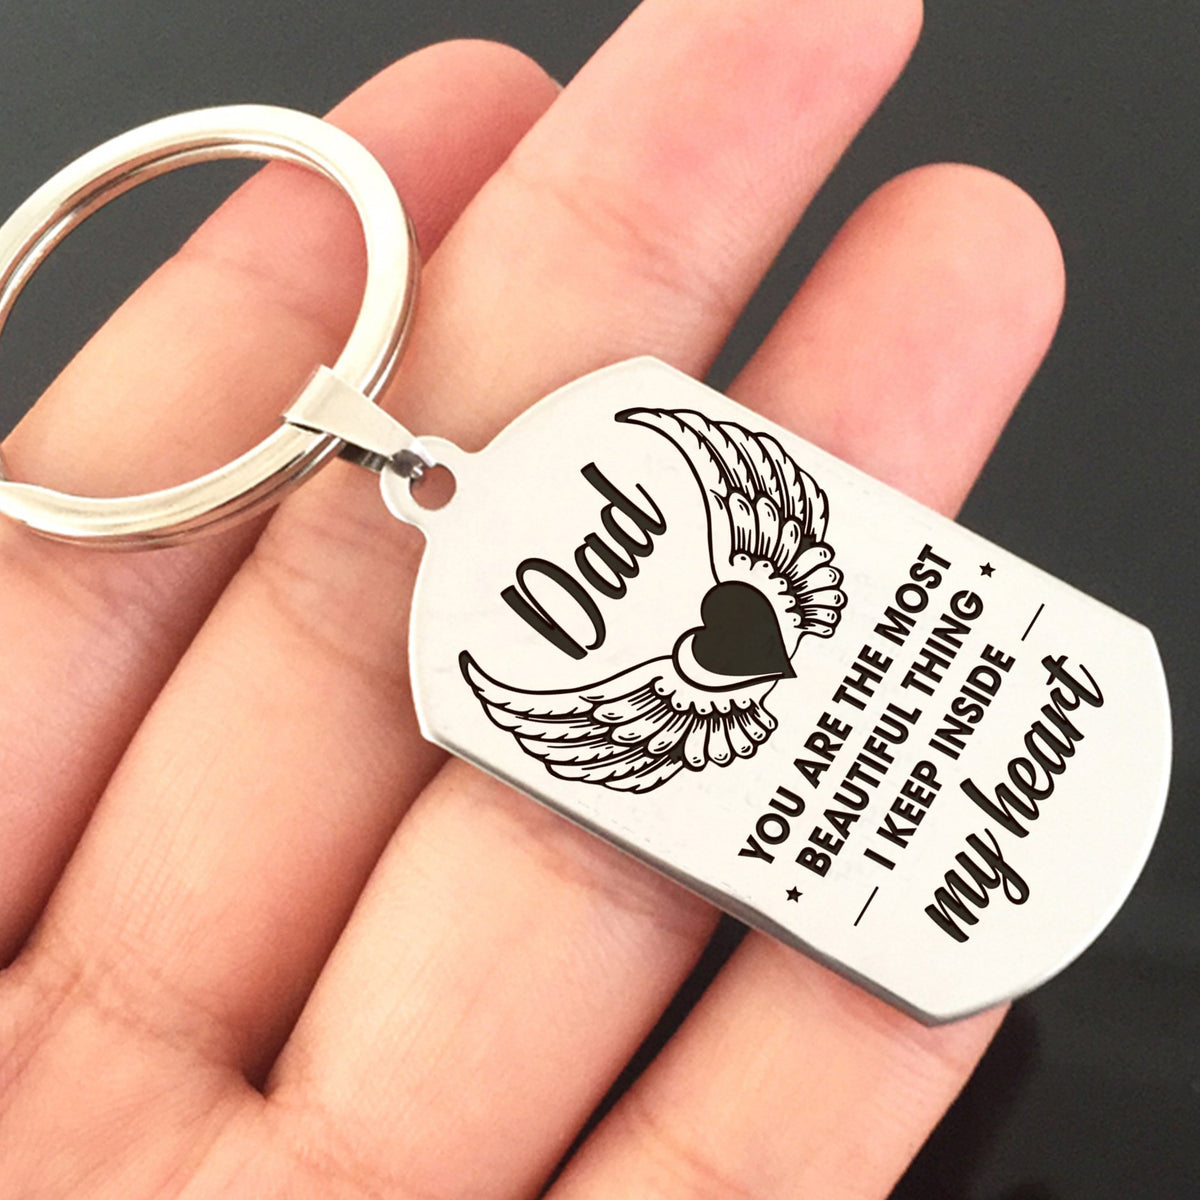 Dad
YOU ARE THE MOST
BEAUTIFUL THING
I KEEP INSIDE
my heart